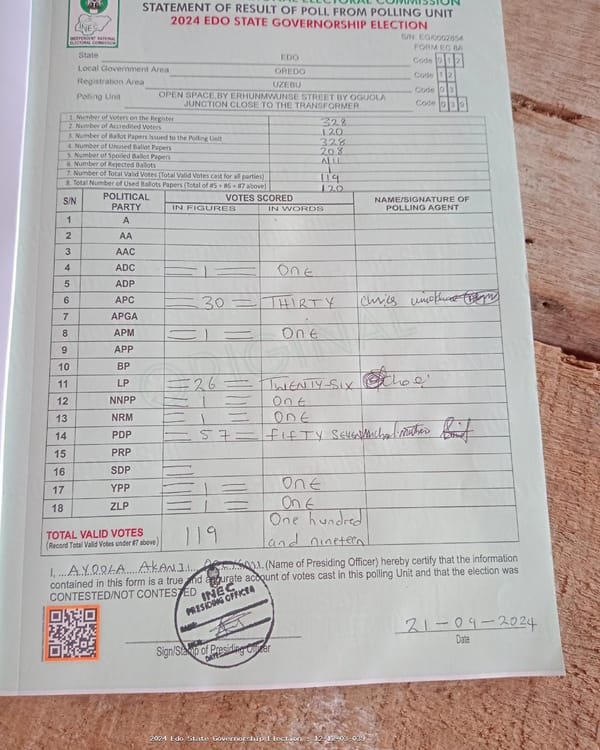 INDEPENDENT NATIONAL ELECTORAL COMMISSION
STATEMENT OF RESULT OF POLL FROM POLLING UNIT
2024 EDO STATE GOVERNORSHIP ELECTION
FORM EC 8A
State EDO Code 0 1 2
Local Government Area OREDO Code 1 2
Registration Area UZEBU Code 0 3
Polling Unit OPEN SPACE,BY ERHUNMWUNSE STREET BY OGUOLA JUNCTION CLOSE TO THE TRANSFORMER Code 0 3 9
1. Number of Voters on the Register 328
2. Number of Accredited Voters 120
3. Number of Ballot Papers Issued to the Polling Unit 328
4. Number of Unused Ballot Papers 208
5. Number of Spoiled Ballot Papers Nil
6. Number of Rejected Ballots 1
7. Number of Total Valid Votes (Total Valid Votes cast for all parties) 119
8. Total Number of Used Ballots Papers (Total of #5 + #6 + #7 above) 120
S/N POLITICAL PARTY VOTES SCORED NAME/SIGNATURE OF POLLING AGENT
IN FIGURES IN WORDS
1 A
2 AA
3 AAC
4 ADC 1 ONE
5 ADP
6 APC 30 THIRTY
7 APGA
8 APM 1 ONE
9 APP
10 BP
11 LP 26 TWENTY-SIX
12 NNPP 1 ONE
13 NRM 1 ONE
14 PDP 57 FIFTY SEVEN
15 PRP
16 SDP
17 YPP 1 ONE
18 ZLP 1 ONE
TOTAL VALID VOTES 119 One hundred and nineteen
(Record Total Valid Votes under #7 above)
I, AYOOLA AKANJI (Name of Presiding Officer) hereby certify that the information
contained in this form is a true and accurate account of votes cast in this polling Unit and that the election was
CONTESTED/NOT CONTESTED
INEC
PRESIDING OFFICER
21-09-2024
Sign/Stamp of Presiding Officer Date
2024 Edo State Governorship Election - 12-12-03-039